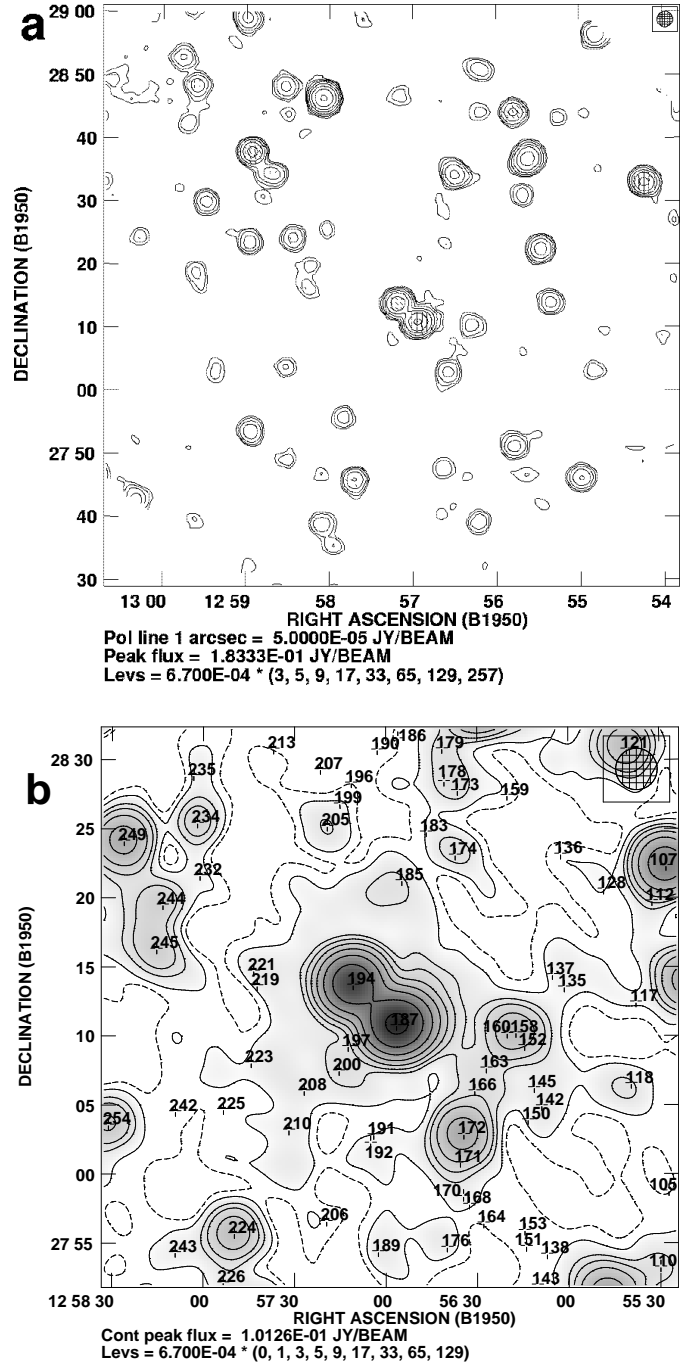 a
29 00
28 50
40
30
20
10
00
27 50
40
30
DECLINATION (B1950)
13 00 12 59 58 57 56 55 54
RIGHT ASCENSION (B1950)
Pol line 1 arcsec = 5.0000E-05 JY/BEAM
Peak flux = 1.8333E-01 JY/BEAM
Levs = 6.700E-04 * (3, 5, 9, 17, 33, 65, 129, 257)
b
28 30
25
20
15
10
05
00
27 55
DECLINATION (B1950)
213 190 186 179 121
235 207 196 178 173 159
199
234 205 183
249 174 136 107
232 185 128 112
244
245
221 219 194 137 135 117
187
197 160 158 152
223 200 163
208 166 145 118
242 225 142
254 210 191 150
192 172
171
170 168 105
206 164
224 153
243 189 176 151 138 110
226 143
12 58 30 00 57 30 00 56 30 00 55 30
RIGHT ASCENSION (B1950)
Cont peak flux = 1.0126E-01 JY/BEAM
Levs = 6.700E-04 * (0, 1, 3, 5, 9, 17, 33, 65, 129)